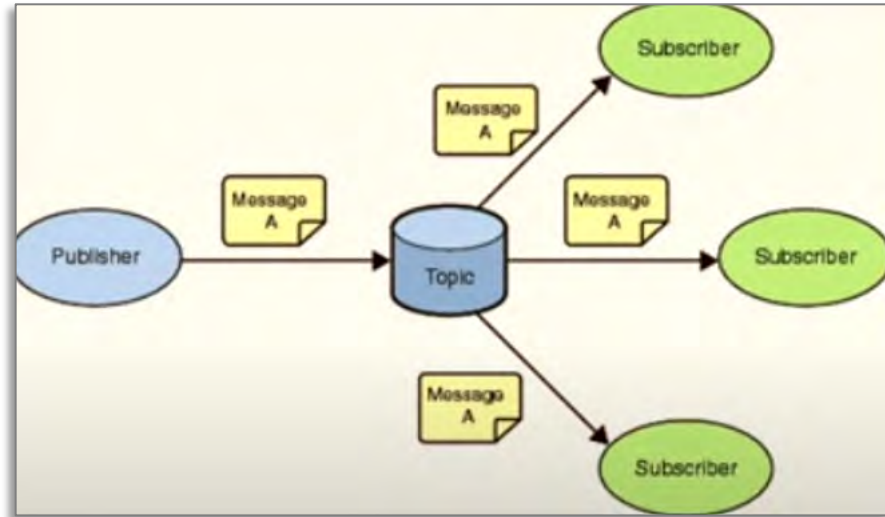 Subscriber
Message
A
Message
A
Message
A
Publisher
Topic
Subscriber
Message
A
Subscriber